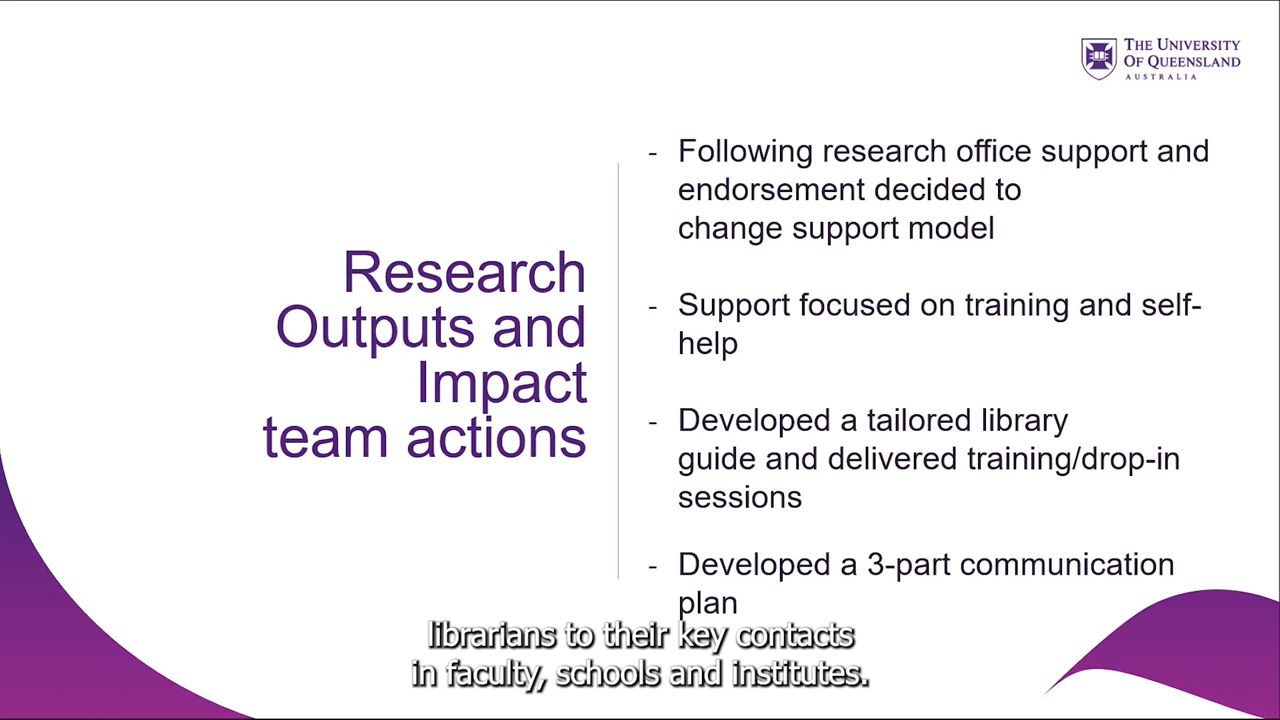 THE UNIVERSITY
OF QUEENSLAND
AUSTRALIA
Research
Outputs and
Impact
team actions
- Following research office support and
endorsement decided to
change support model
- Support focused on training and self-
help
- Developed a tailored library
guide and delivered training/drop-in
sessions
- Developed a 3-part communication
plan
librarians to their key contacts
in faculty, schools and institutes.